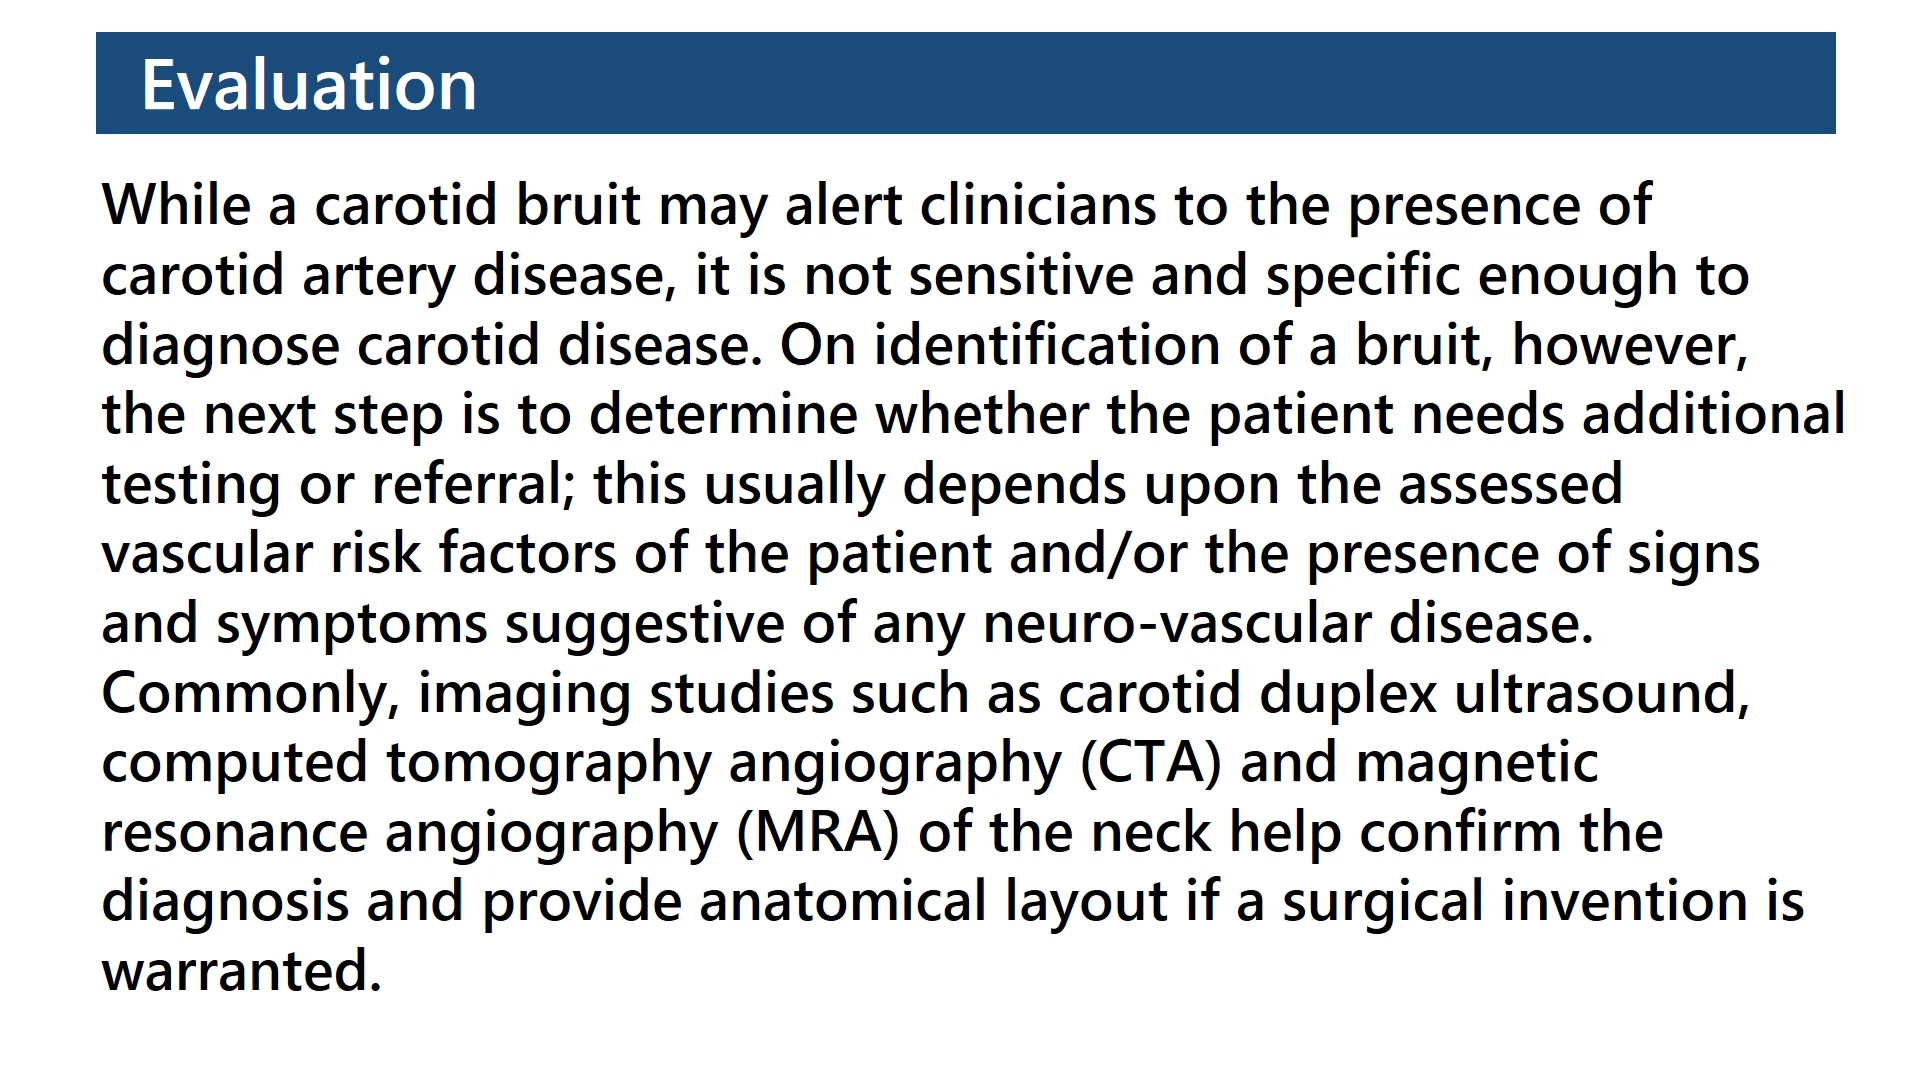 Evaluation
While a carotid bruit may alert clinicians to the presence of
carotid artery disease, it is not sensitive and specific enough to
diagnose carotid disease. On identification of a bruit, however,
the next step is to determine whether the patient needs additional
testing or referral; this usually depends upon the assessed
vascular risk factors of the patient and/or the presence of signs
and symptoms suggestive of any neuro-vascular disease.
Commonly, imaging studies such as carotid duplex ultrasound,
computed tomography angiography (CTA) and magnetic
resonance angiography (MRA) of the neck help confirm the
diagnosis and provide anatomical layout if a surgical invention is
warranted.